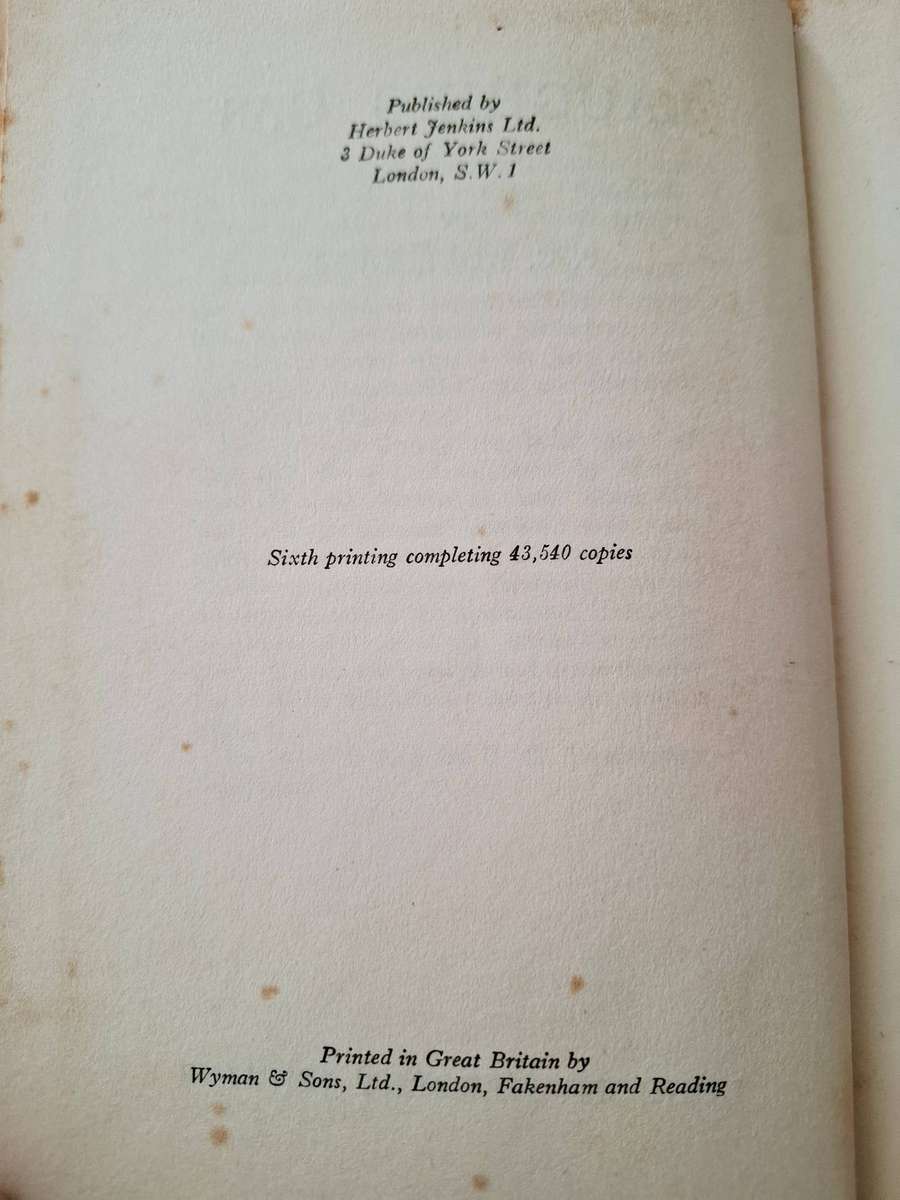 Published by
Herbert Jenkins Ltd.
3 Duke of York Street
London, S.W.1
Sixth printing completing 43,540 copies
Printed in Great Britain by
Wyman & Sons, Ltd., London, Fakenham and Reading